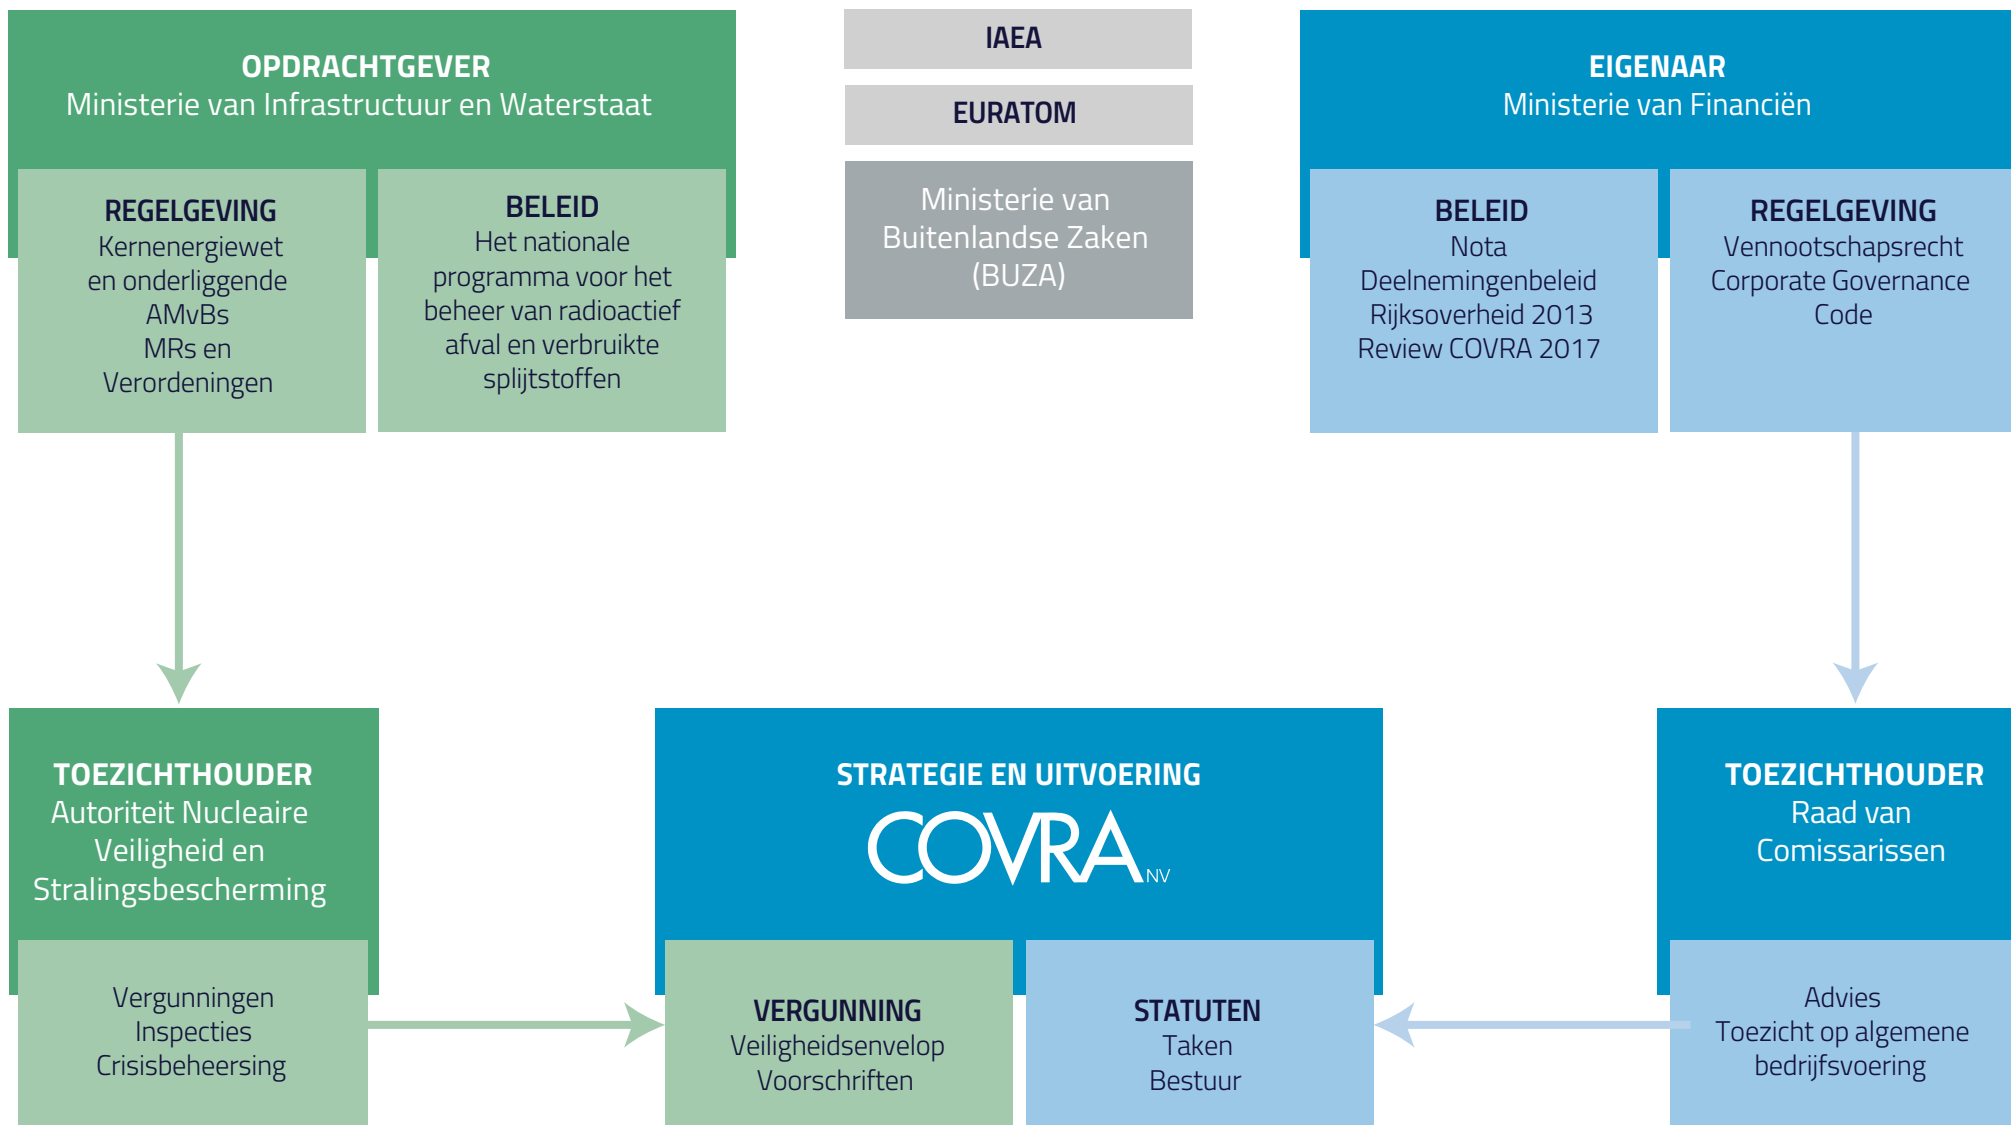 OPDRACHTGEVER
Ministerie van Infrastructuur en Waterstaat
REGELGEVING
Kernenergiewet
en onderliggende
AMvBs
MRs en
Verordeningen
BELEID
Het nationale
programma voor het
beheer van radioactief
afval en verbruikte
splijtstoffen
IAEA
EURATOM
Ministerie van
Buitenlandse Zaken
(BUZA)
EIGENAAR
Ministerie van Financiën
BELEID
Nota
Deelnemingenbeleid
Rijksoverheid 2013
Review COVRA 2017
REGELGEVING
Vennootschapsrecht
Corporate Governance
Code
TOEZICHTHOUDER
Autoriteit Nucleaire
Veiligheid en
Stralingsbescherming
Vergunningen
Inspecties
Crisisbeheersing
STRATEGIE EN UITVOERING
COVRA NV
VERGUNNING
Veiligheidsenvelop
Voorschriften
STATUTEN
Taken
Bestuur
TOEZICHTHOUDER
Raad van
Comissarissen
Advies
Toezicht op algemene
bedrijfsvoering